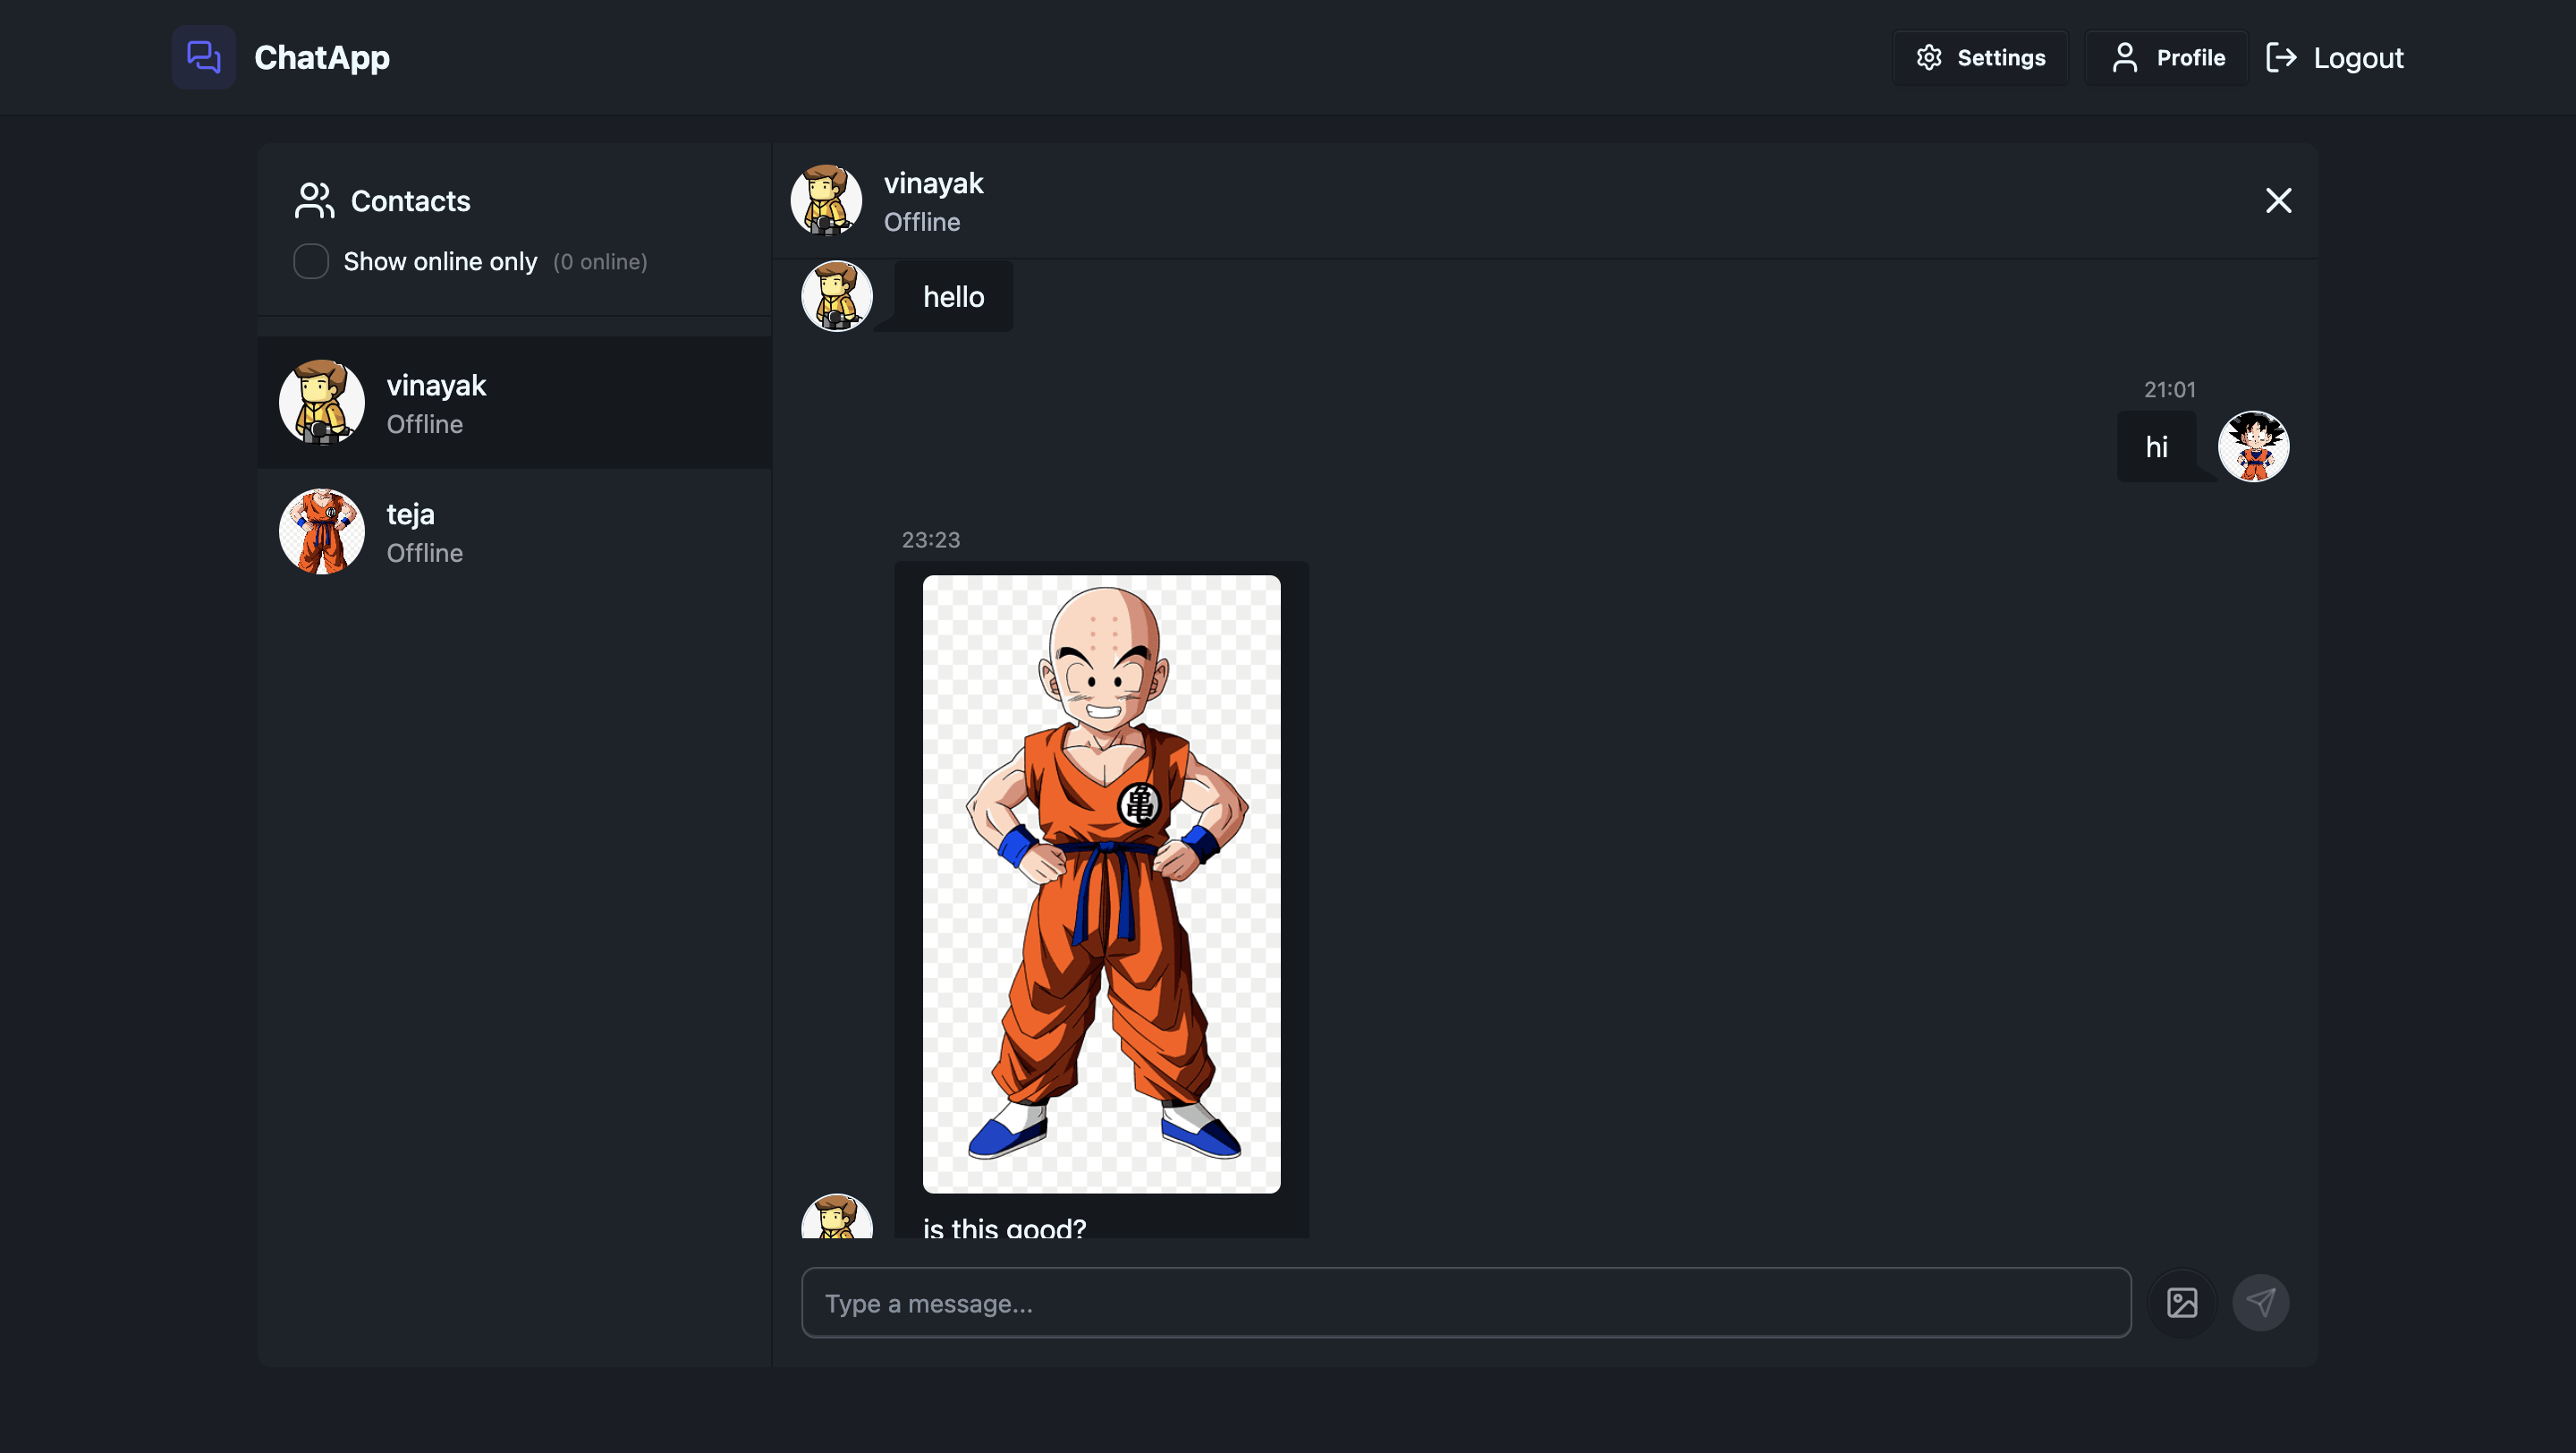 ChatApp
Settings
Profile
Logout
Contacts
Show online only (0 online)
vinayak
Offline
teja
Offline
vinayak
Offline
hello
21:01
hi
23:23
亀
is this good?
Type a message...